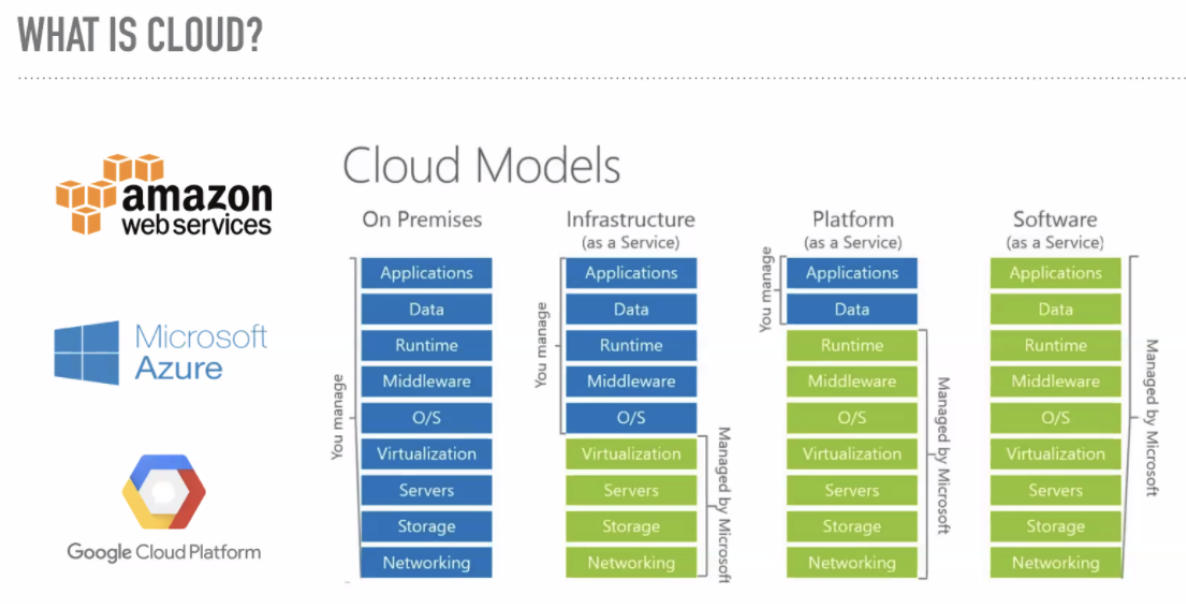 WHAT IS CLOUD?
amazon
web services
Microsoft
Azure
Google Cloud Platform
Cloud Models
On Premises
You manage
Applications
Data
Runtime
Middleware
O/S
Virtualization
Servers
Storage
Networking
Infrastructure
(as a Service)
You manage
Applications
Data
Runtime
Middleware
O/S
Virtualization
Servers
Storage
Networking
Managed by Microsoft
Platform
(as a Service)
You manage
Applications
Data
Runtime
Middleware
O/S
Virtualization
Servers
Storage
Networking
Managed by Microsoft
Software
(as a Service)
Applications
Data
Runtime
Middleware
O/S
Virtualization
Servers
Storage
Networking
Managed by Microsoft